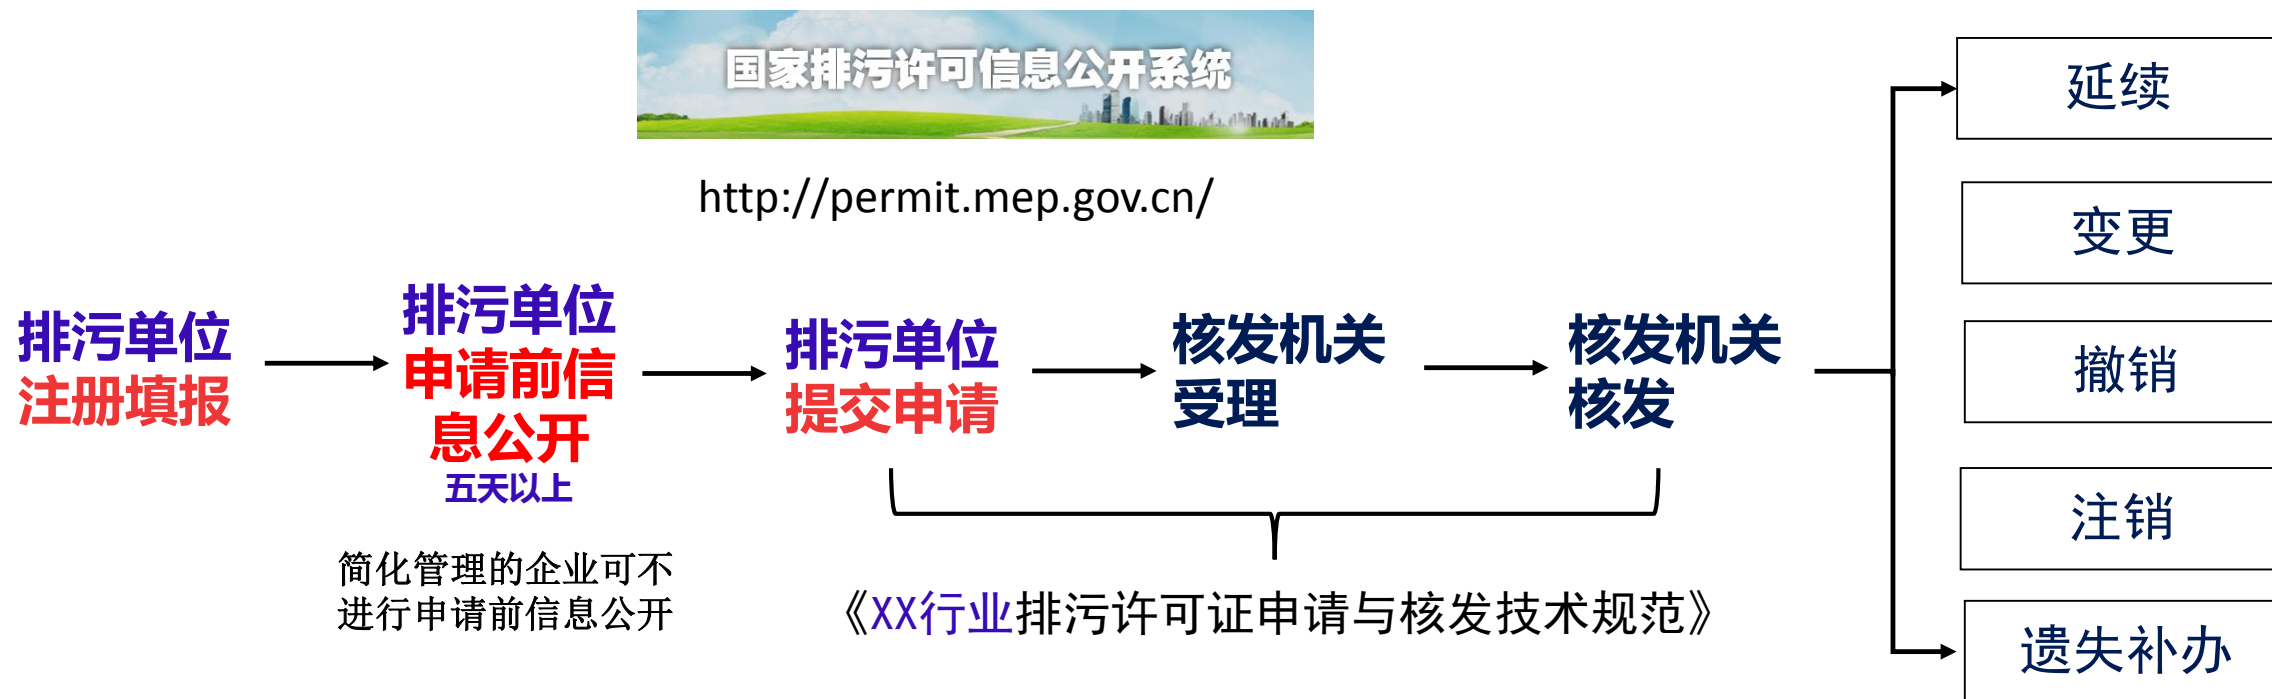 国家排污许可信息公开系统
http://permit.mep.gov.cn/
排污单位
注册填报
排污单位
申请前信
息公开
五天以上
简化管理的企业可不
进行申请前信息公开
排污单位
提交申请
核发机关
受理
核发机关
核发
《XX行业排污许可证申请与核发技术规范》
延续
变更
撤销
注销
遗失补办